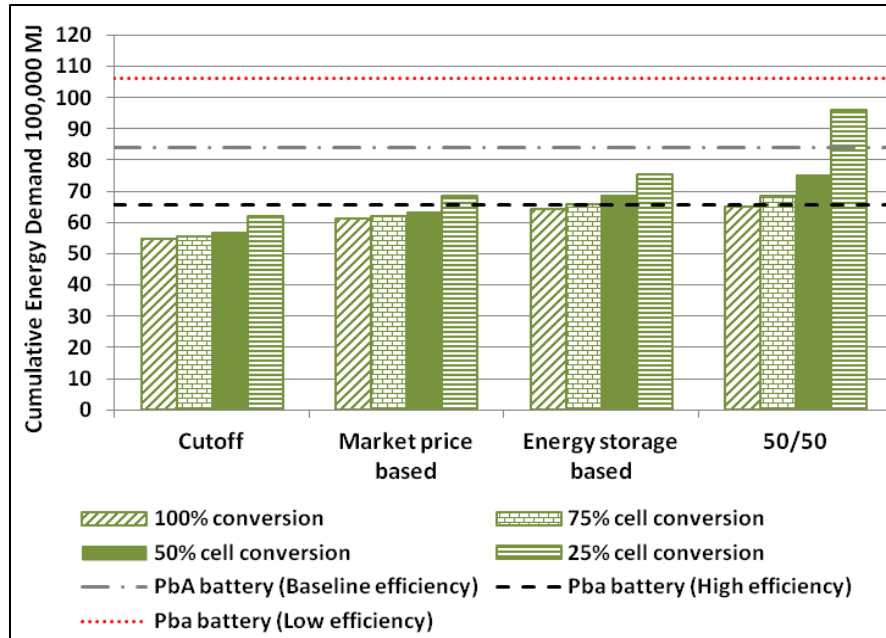 Cumulative Energy Demand 100,000 MJ
120
110
100
90
80
70
60
50
40
30
20
10
0
Cutoff
Market price
based
Energy storage
based
50/50
100% conversion
75% cell conversion
50% cell conversion
25% cell conversion
PbA battery (Baseline efficiency)
Pba battery (High efficiency)
Pba battery (Low efficiency)